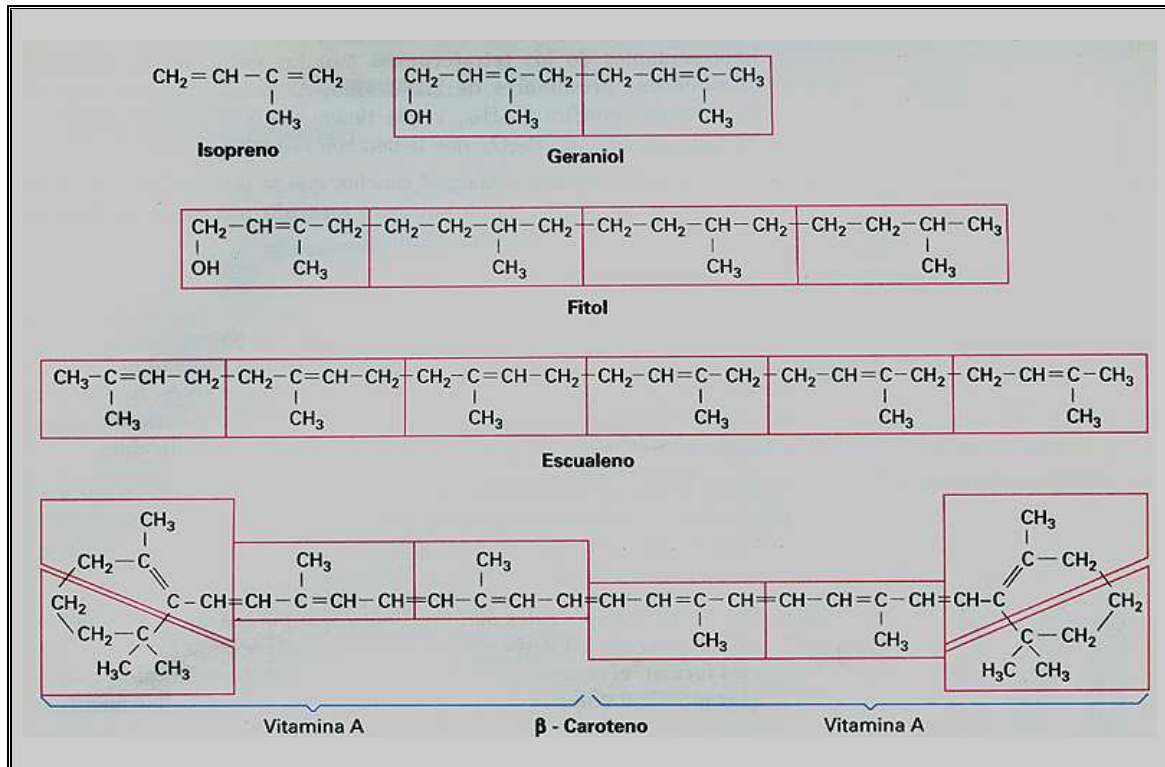 CH₂=CH－C＝CH₂
CH₃
Isopreno
CH₂－CH=C－CH₂－CH₂－CH=C－CH₃
OH CH₃ CH₃
Geraniol
CH₂－CH=C－CH₂－CH₂－CH₂－CH－CH₂－CH₂－CH₂－CH－CH₂－CH₂－CH₂－CH－CH₃
OH CH₃ CH₃ CH₃ CH₃
Fitol
CH₃－C=CH－CH₂－CH₂－C=CH－CH₂－CH₂－C=CH－CH₂－CH₂－CH=C－CH₂－CH₂－CH=C－CH₂－CH₂－CH=C－CH₃
CH₃ CH₃ CH₃ CH₃ CH₃ CH₃
Escualeno
CH₃ CH₃
CH₃ CH₃
CH₂－C C CH₂
CH₂ C－CH=CH－C=CH－CH=CH－C=CH－CH=CH－CH=C－CH=CH－CH=C－CH=CH－C CH₂
CH₂－C CH₃ CH₃ C－CH₂
H₃C CH₃ H₃C CH₃
Vitamina A β - Caroteno Vitamina A